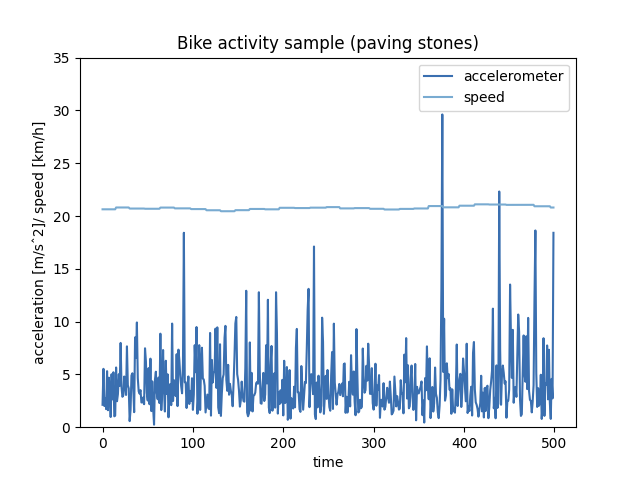 Bike activity sample (paving stones)
accelerometer
speed
35
30
25
20
15
10
5
0
acceleration [m/s^2]/ speed [km/h]
0 100 200 300 400 500
time